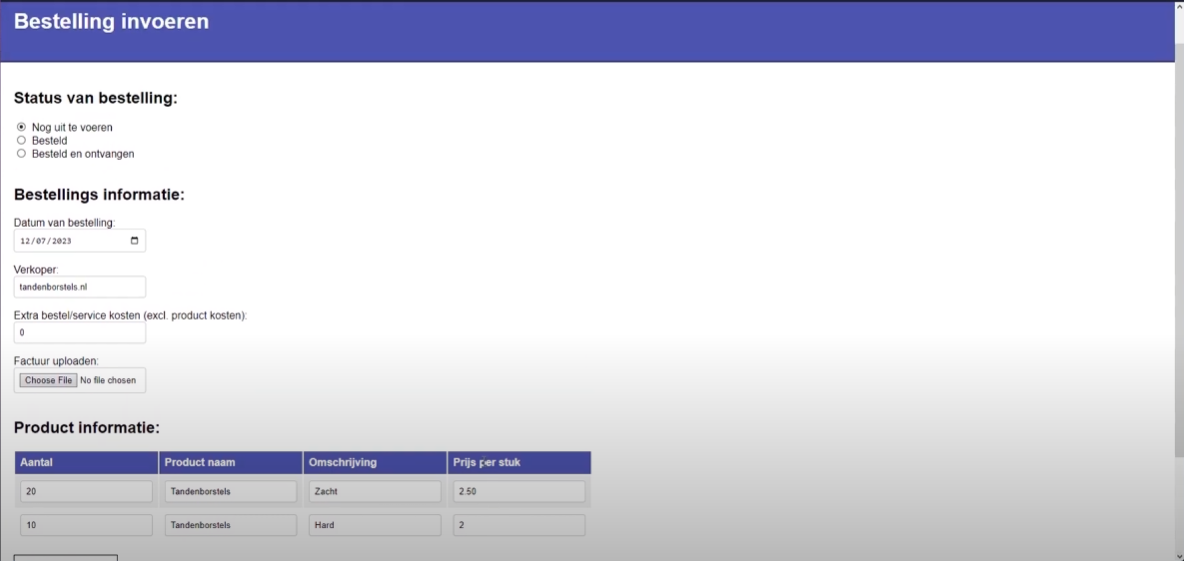 Bestelling invoeren
Status van bestelling:
Nog uit te voeren
Besteld
Besteld en ontvangen
Bestellings informatie:
Datum van bestelling:
12/07/2023
Verkoper:
tandenborstels.nl
Extra bestel/service kosten (excl. product kosten):
0
Factuur uploaden:
Choose File No file chosen
Product informatie:
Aantal Product naam Omschrijving Prijs per stuk
20 Tandenborstels Zacht 2.50
10 Tandenborstels Hard 2